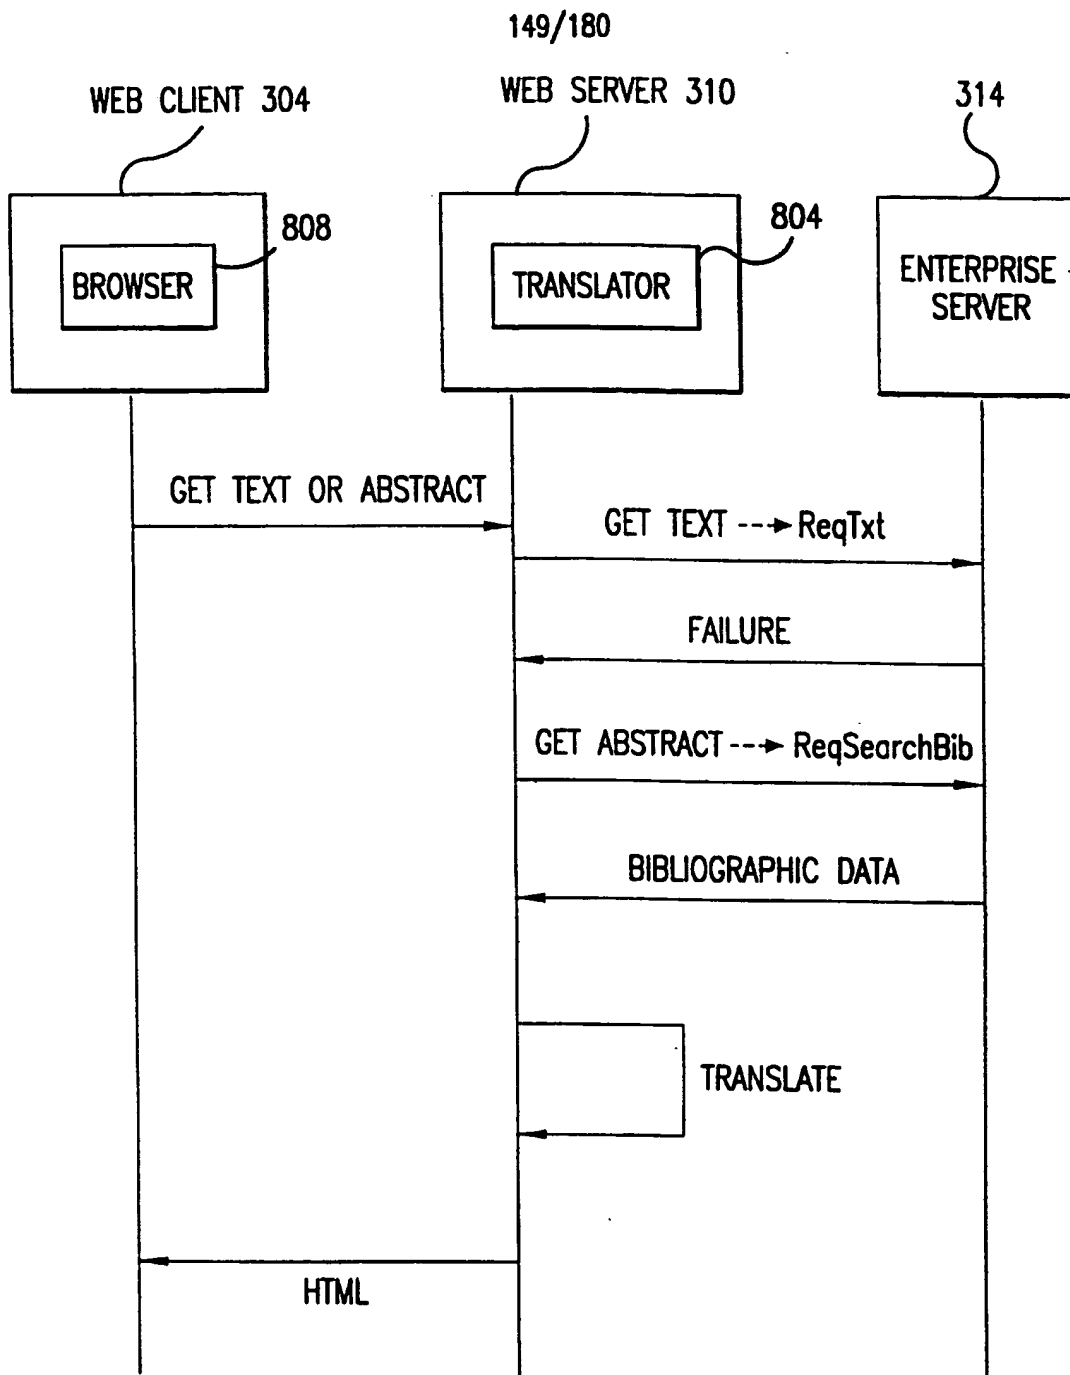 149/180
WEB CLIENT 304
WEB SERVER 310
314
808
804
BROWSER
TRANSLATOR
ENTERPRISE
SERVER
GET TEXT OR ABSTRACT
GET TEXT ---→ ReqTxt
FAILURE
GET ABSTRACT ---→ ReqSearchBib
BIBLIOGRAPHIC DATA
TRANSLATE
HTML